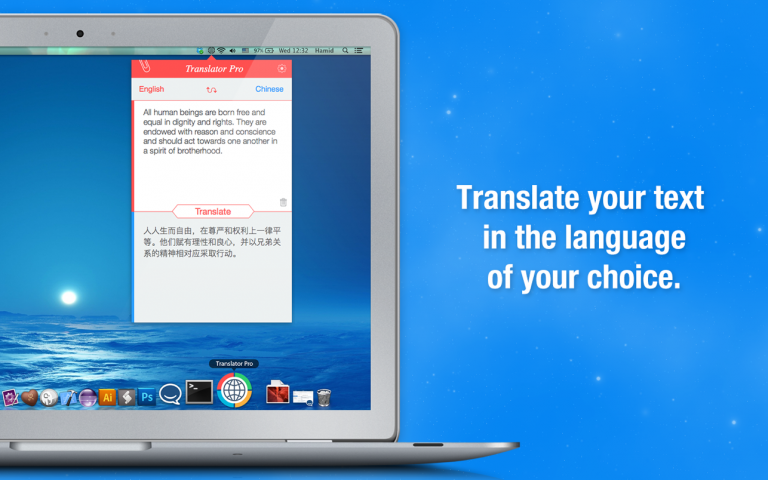 97% Wed 12:32 Hamid
Translator Pro
English Chinese
All human beings are born free and
equal in dignity and rights. They are
endowed with reason and conscience
and should act towards one another in
a spirit of brotherhood.
Translate
人人生而自由，在尊严和权利上一律平
等。他们赋有理性和良心，并以兄弟关
系的精神相对应采取行动。
Translate your text
in the language
of your choice.
Translator Pro
Ai
Ps